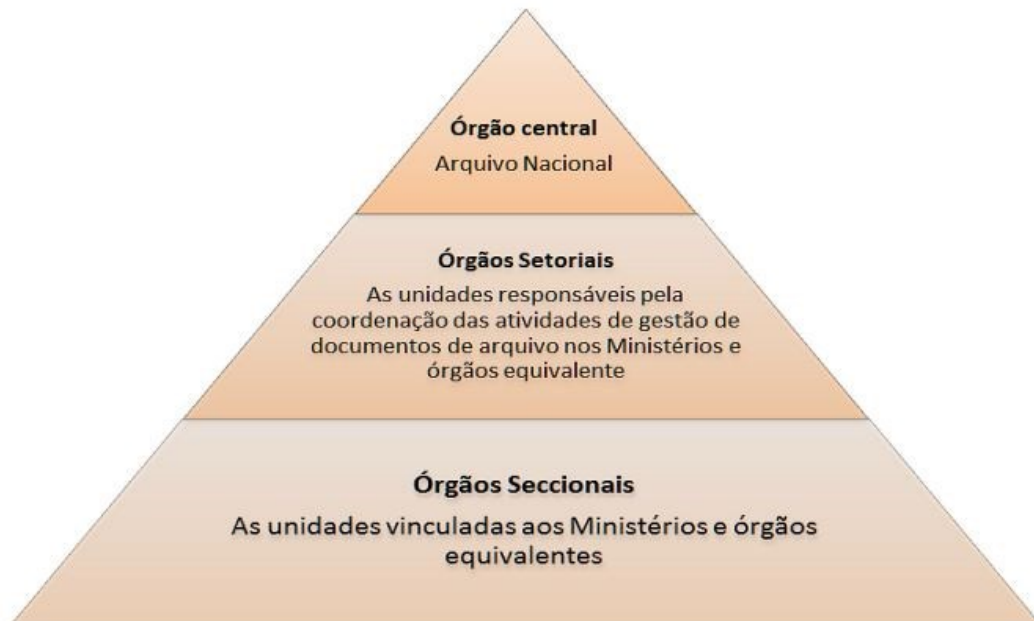 Órgão central
Arquivo Nacional
Órgãos Setoriais
As unidades responsáveis pela
coordenação das atividades de gestão de
documentos de arquivo nos Ministérios e
órgãos equivalente
Órgãos Seccionais
As unidades vinculadas aos Ministérios e órgãos
equivalentes